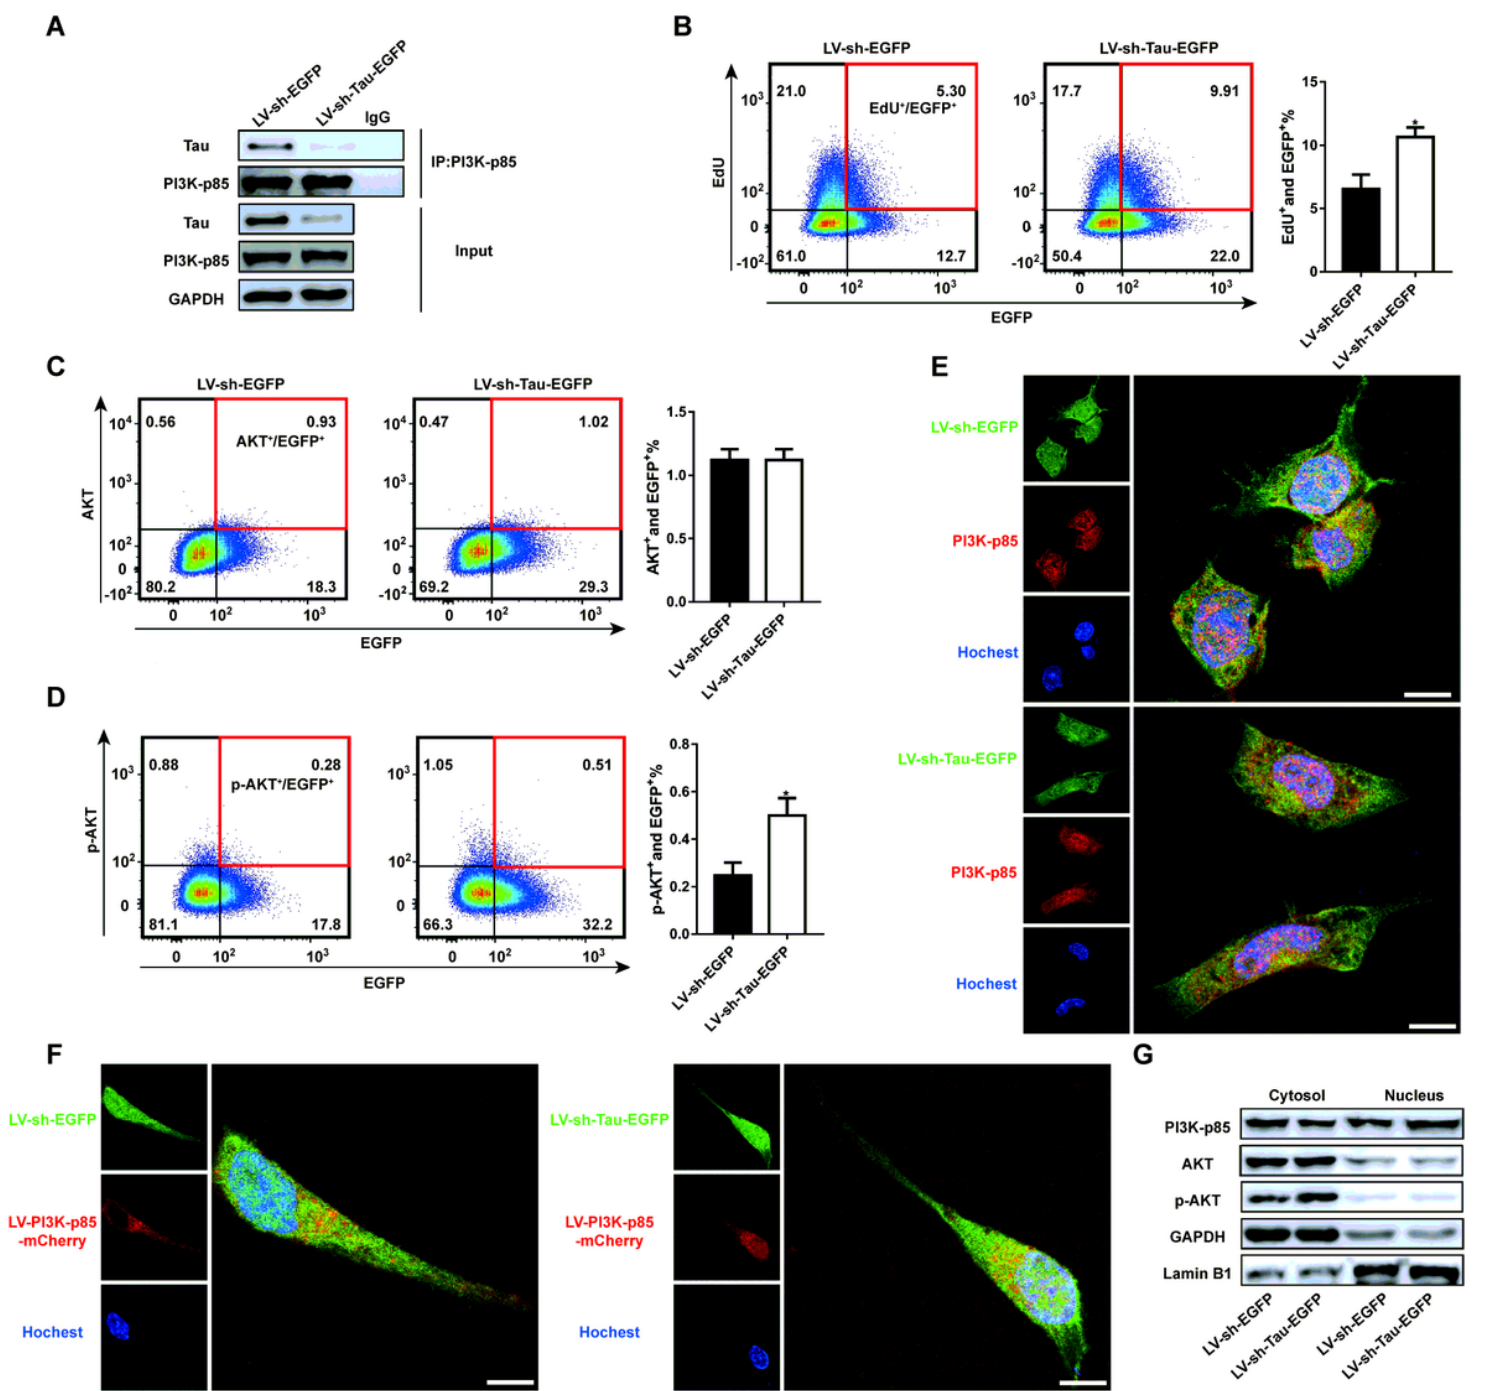 A
LV-sh-EGFP
LV-sh-Tau-EGFP
IgG
Tau
PI3K-p85
IP:PI3K-p85
Tau
PI3K-p85
GAPDH
Input
B
LV-sh-EGFP
LV-sh-Tau-EGFP
21.0
5.30
EdU⁺/EGFP⁺
61.0
12.7
17.7
9.91
50.4
22.0
EdU
10³
10²
0
-10²
0
10²
10³
10³
10²
0
-10²
0
10²
10³
EGFP
EdU⁺and EGFP⁺%
15
10
5
0
*
LV-sh-EGFP
LV-sh-Tau-EGFP
C
LV-sh-EGFP
LV-sh-Tau-EGFP
0.56
0.93
AKT⁺/EGFP⁺
80.2
18.3
0.47
1.02
69.2
29.3
AKT
10⁴
10³
10²
0
-10²
0
10²
10³
10⁴
10³
10²
0
-10²
0
10²
10³
EGFP
AKT⁺and EGFP⁺%
1.5
1.0
0.5
0.0
LV-sh-EGFP
LV-sh-Tau-EGFP
D
0.88
0.28
p-AKT⁺/EGFP⁺
81.1
17.8
1.05
0.51
66.3
32.2
p-AKT
10³
10²
0
0
10²
10³
10³
10²
0
0
10²
10³
EGFP
p-AKT⁺and EGFP⁺%
0.8
0.6
0.4
0.2
0.0
*
LV-sh-EGFP
LV-sh-Tau-EGFP
E
LV-sh-EGFP
PI3K-p85
Hochest
LV-sh-Tau-EGFP
PI3K-p85
Hochest
F
LV-sh-EGFP
LV-PI3K-p85
-mCherry
Hochest
LV-sh-Tau-EGFP
LV-PI3K-p85
-mCherry
Hochest
G
Cytosol
Nucleus
PI3K-p85
AKT
p-AKT
GAPDH
Lamin B1
LV-sh-EGFP
LV-sh-Tau-EGFP
LV-sh-EGFP
LV-sh-Tau-EGFP